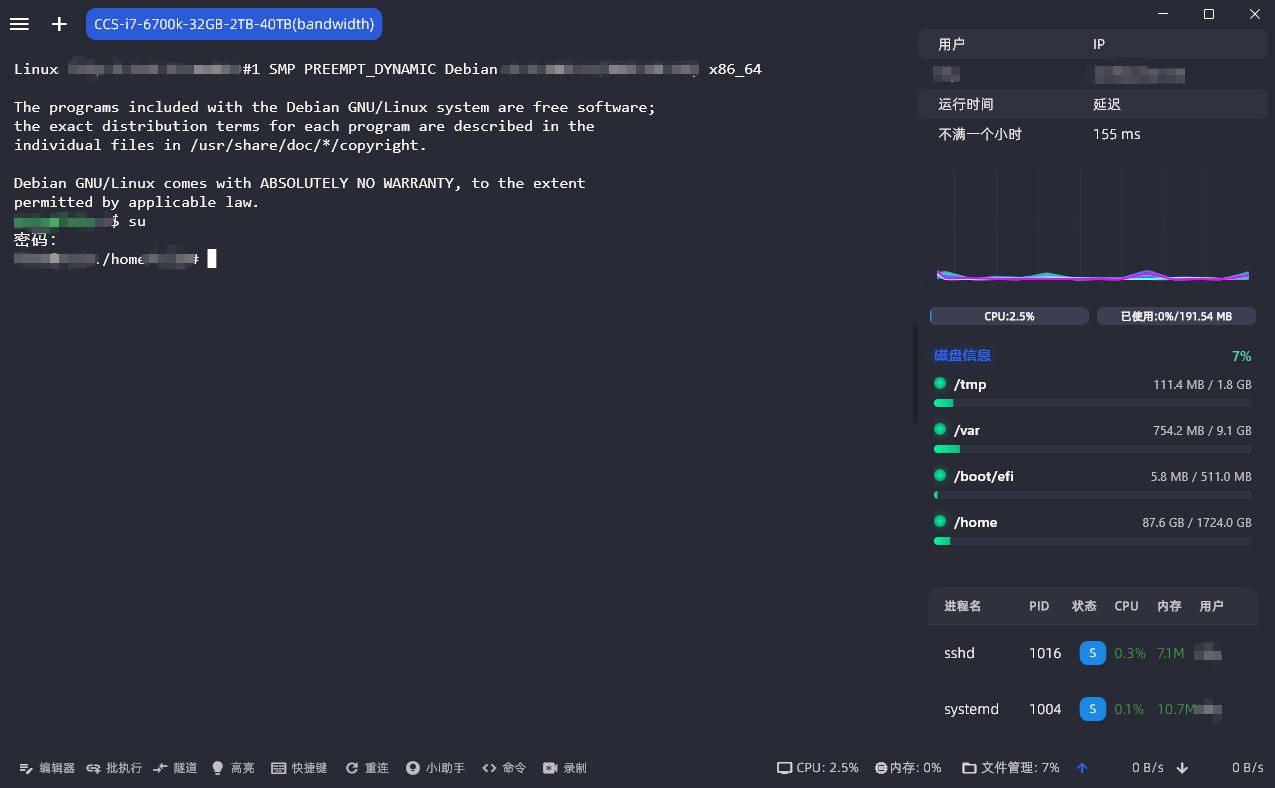 CCS-i7-6700k-32GB-2TB-40TB(bandwidth)
Linux #1 SMP PREEMPT_DYNAMIC Debian x86_64
The programs included with the Debian GNU/Linux system are free software;
the exact distribution terms for each program are described in the
individual files in /usr/share/doc/*/copyright.
Debian GNU/Linux comes with ABSOLUTELY NO WARRANTY, to the extent
permitted by applicable law.
$ su
密码：
./home #
用户 IP
运行时间 延迟
不满一个小时 155 ms
CPU:2.5% 已使用:0%/191.54 MB
磁盘信息 7%
/tmp 111.4 MB / 1.8 GB
/var 754.2 MB / 9.1 GB
/boot/efi 5.8 MB / 511.0 MB
/home 87.6 GB / 1724.0 GB
进程名 PID 状态 CPU 内存 用户
sshd 1016 S 0.3% 7.1M
systemd 1004 S 0.1% 10.7M
编辑器 批执行 隧道 高亮 快捷键 重连 小i助手 命令 录制 CPU: 2.5% 内存: 0% 文件管理: 7% 0 B/s 0 B/s